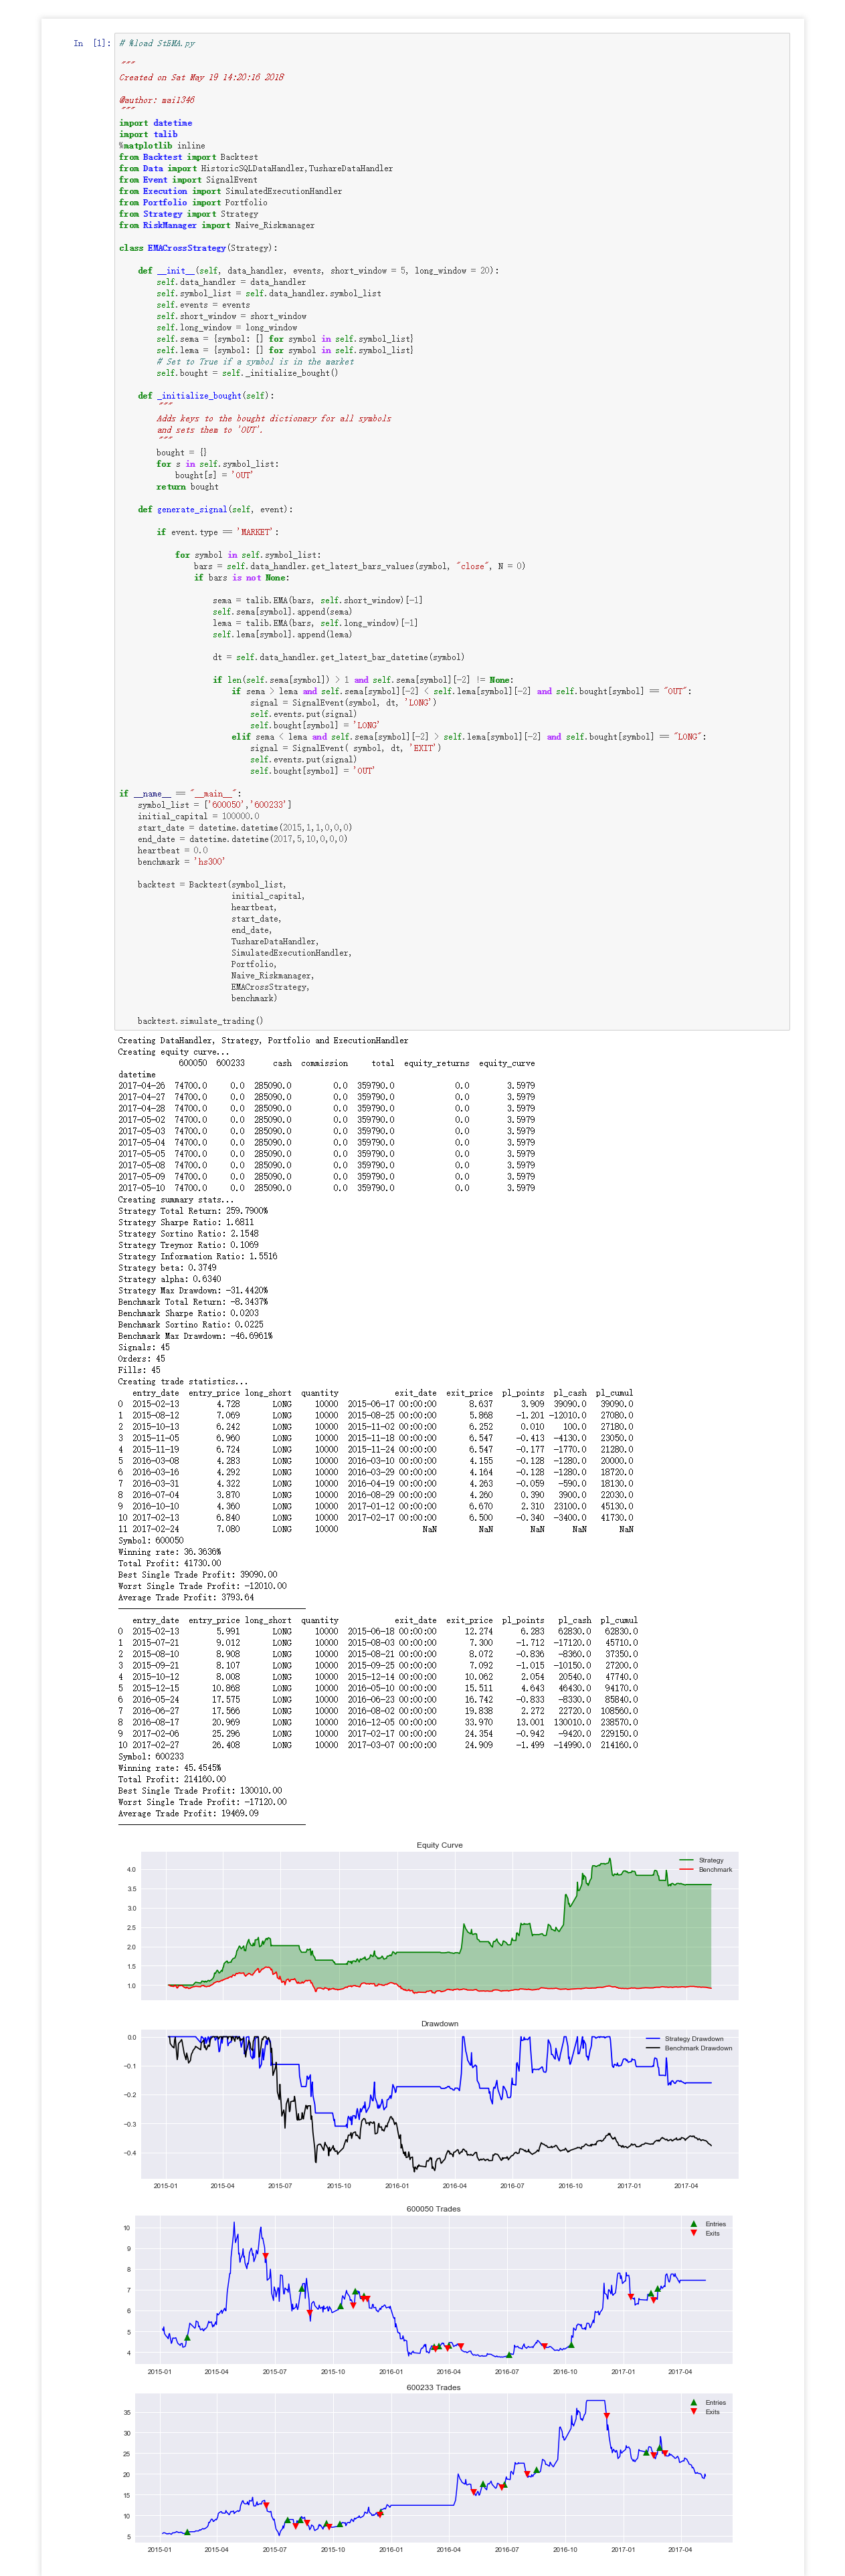 In [1]: # %load StEMA.py
"""
Created on Sat May 19 14:20:16 2018
@author: mai1346
"""
import datetime
import talib
%matplotlib inline
from Backtest import Backtest
from Data import HistoricSQLDataHandler,TushareDataHandler
from Event import SignalEvent
from Execution import SimulatedExecutionHandler
from Portfolio import Portfolio
from Strategy import Strategy
from RiskManager import Naive_Riskmanager
class EMACrossStrategy(Strategy):
def __init__(self, data_handler, events, short_window = 5, long_window = 20):
self.data_handler = data_handler
self.symbol_list = self.data_handler.symbol_list
self.events = events
self.short_window = short_window
self.long_window = long_window
self.sema = {symbol: [] for symbol in self.symbol_list}
self.lema = {symbol: [] for symbol in self.symbol_list}
# Set to True if a symbol is in the market
self.bought = self._initialize_bought()
def _initialize_bought(self):
"""
Adds keys to the bought dictionary for all symbols
and sets them to 'OUT'.
"""
bought = {}
for s in self.symbol_list:
bought[s] = 'OUT'
return bought
def generate_signal(self, event):
if event.type == 'MARKET':
for symbol in self.symbol_list:
bars = self.data_handler.get_latest_bars_values(symbol, "close", N = 0)
if bars is not None:
sema = talib.EMA(bars, self.short_window)[-1]
self.sema[symbol].append(sema)
lema = talib.EMA(bars, self.long_window)[-1]
self.lema[symbol].append(lema)
dt = self.data_handler.get_latest_bar_datetime(symbol)
if len(self.sema[symbol]) > 1 and self.sema[symbol][-2] != None:
if sema > lema and self.sema[symbol][-2] < self.lema[symbol][-2] and self.bought[symbol] == "OUT":
signal = SignalEvent(symbol, dt, 'LONG')
self.events.put(signal)
self.bought[symbol] = 'LONG'
elif sema < lema and self.sema[symbol][-2] > self.lema[symbol][-2] and self.bought[symbol] == "LONG":
signal = SignalEvent( symbol, dt, 'EXIT')
self.events.put(signal)
self.bought[symbol] = 'OUT'
if __name__ == "__main__":
symbol_list = ['600050','600233']
initial_capital = 100000.0
start_date = datetime.datetime(2015,1,1,0,0,0)
end_date = datetime.datetime(2017,5,10,0,0,0)
heartbeat = 0.0
benchmark = 'hs300'
backtest = Backtest(symbol_list,
initial_capital,
heartbeat,
start_date,
end_date,
TushareDataHandler,
SimulatedExecutionHandler,
Portfolio,
Naive_Riskmanager,
EMACrossStrategy,
benchmark)
backtest.simulate_trading()
Creating DataHandler, Strategy, Portfolio and ExecutionHandler
Creating equity curve...
600050 600233 cash commission total equity_returns equity_curve
datetime
2017-04-26 74700.0 0.0 285090.0 0.0 359790.0 0.0 3.5979
2017-04-27 74700.0 0.0 285090.0 0.0 359790.0 0.0 3.5979
2017-04-28 74700.0 0.0 285090.0 0.0 359790.0 0.0 3.5979
2017-05-02 74700.0 0.0 285090.0 0.0 359790.0 0.0 3.5979
2017-05-03 74700.0 0.0 285090.0 0.0 359790.0 0.0 3.5979
2017-05-04 74700.0 0.0 285090.0 0.0 359790.0 0.0 3.5979
2017-05-05 74700.0 0.0 285090.0 0.0 359790.0 0.0 3.5979
2017-05-08 74700.0 0.0 285090.0 0.0 359790.0 0.0 3.5979
2017-05-09 74700.0 0.0 285090.0 0.0 359790.0 0.0 3.5979
2017-05-10 74700.0 0.0 285090.0 0.0 359790.0 0.0 3.5979
Creating summary stats...
Strategy Total Return: 259.7900%
Strategy Sharpe Ratio: 1.6811
Strategy Sortino Ratio: 2.1548
Strategy Treynor Ratio: 0.1069
Strategy Information Ratio: 1.5516
Strategy beta: 0.3749
Strategy alpha: 0.6340
Strategy Max Drawdown: -31.4420%
Benchmark Total Return: -8.3437%
Benchmark Sharpe Ratio: 0.0203
Benchmark Sortino Ratio: 0.0225
Benchmark Max Drawdown: -46.6961%
Signals: 45
Orders: 45
Fills: 45
Creating trade statistics...
entry_date entry_price long_short quantity exit_date exit_price pl_points pl_cash pl_cumul
0 2015-02-13 4.728 LONG 10000 2015-06-17 00:00:00 8.637 3.909 39090.0 39090.0
1 2015-08-12 7.069 LONG 10000 2015-08-25 00:00:00 5.868 -1.201 -12010.0 27080.0
2 2015-10-13 6.242 LONG 10000 2015-11-02 00:00:00 6.252 0.010 100.0 27180.0
3 2015-11-05 6.960 LONG 10000 2015-11-18 00:00:00 6.547 -0.413 -4130.0 23050.0
4 2015-11-19 6.724 LONG 10000 2015-11-24 00:00:00 6.547 -0.177 -1770.0 21280.0
5 2016-03-08 4.283 LONG 10000 2016-03-10 00:00:00 4.155 -0.128 -1280.0 20000.0
6 2016-03-16 4.292 LONG 10000 2016-03-29 00:00:00 4.164 -0.128 -1280.0 18720.0
7 2016-03-31 4.322 LONG 10000 2016-04-19 00:00:00 4.263 -0.059 -590.0 18130.0
8 2016-07-04 3.870 LONG 10000 2016-08-29 00:00:00 4.260 0.390 3900.0 22030.0
9 2016-10-10 4.360 LONG 10000 2017-01-12 00:00:00 6.670 2.310 23100.0 45130.0
10 2017-02-13 6.840 LONG 10000 2017-02-17 00:00:00 6.500 -0.340 -3400.0 41730.0
11 2017-02-24 7.080 LONG 10000 NaN NaN NaN NaN NaN
Symbol: 600050
Winning rate: 36.3636%
Total Profit: 41730.00
Best Single Trade Profit: 39090.00
Worst Single Trade Profit: -12010.00
Average Trade Profit: 3793.64
entry_date entry_price long_short quantity exit_date exit_price pl_points pl_cash pl_cumul
0 2015-02-13 5.991 LONG 10000 2015-06-18 00:00:00 12.274 6.283 62830.0 62830.0
1 2015-07-21 9.012 LONG 10000 2015-08-03 00:00:00 7.300 -1.712 -17120.0 45710.0
2 2015-08-10 8.908 LONG 10000 2015-08-21 00:00:00 8.072 -0.836 -8360.0 37350.0
3 2015-09-21 8.107 LONG 10000 2015-09-25 00:00:00 7.092 -1.015 -10150.0 27200.0
4 2015-10-12 8.008 LONG 10000 2015-12-14 00:00:00 10.062 2.054 20540.0 47740.0
5 2015-12-15 10.868 LONG 10000 2016-05-10 00:00:00 15.511 4.643 46430.0 94170.0
6 2016-05-24 17.575 LONG 10000 2016-06-23 00:00:00 16.742 -0.833 -8330.0 85840.0
7 2016-06-27 17.566 LONG 10000 2016-08-02 00:00:00 19.838 2.272 22720.0 108560.0
8 2016-08-17 20.969 LONG 10000 2016-12-05 00:00:00 33.970 13.001 130010.0 238570.0
9 2017-02-06 25.296 LONG 10000 2017-02-17 00:00:00 24.354 -0.942 -9420.0 229150.0
10 2017-02-27 26.408 LONG 10000 2017-03-07 00:00:00 24.909 -1.499 -14990.0 214160.0
Symbol: 600233
Winning rate: 45.4545%
Total Profit: 214160.00
Best Single Trade Profit: 130010.00
Worst Single Trade Profit: -17120.00
Average Trade Profit: 19469.09
Equity Curve
Strategy
Benchmark
4.0
3.5
3.0
2.5
2.0
1.5
1.0
Drawdown
Strategy Drawdown
Benchmark Drawdown
0.0
-0.1
-0.2
-0.3
-0.4
2015-01 2015-04 2015-07 2015-10 2016-01 2016-04 2016-07 2016-10 2017-01 2017-04
600050 Trades
Entries
Exits
10
9
8
7
6
5
4
2015-01 2015-04 2015-07 2015-10 2016-01 2016-04 2016-07 2016-10 2017-01 2017-04
600233 Trades
Entries
Exits
35
30
25
20
15
10
5
2015-01 2015-04 2015-07 2015-10 2016-01 2016-04 2016-07 2016-10 2017-01 2017-04